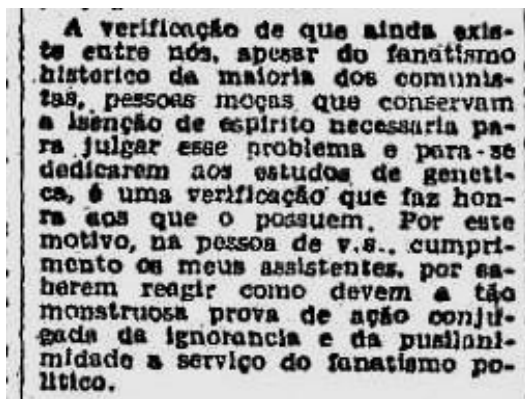 A verificação de que ainda exis-
te entre nós, apesar do fanatismo
historico da maioria dos comunis-
tas, pessoas moças que conservam
a isenção de espirito necessaria pa-
ra julgar esse problema e para-se
dedicarem aos estudos de geneti-
ca, é uma verificação que faz hon-
ra aos que o possuem. Por este
motivo, na pessoa de v.s., cumpri-
mento os meus assistentes, por sa-
berem reagir como devem a tão
monstruosa prova de ação conju-
gada da ignorancia e da pusilani-
midade a serviço do fanatismo po-
litico.